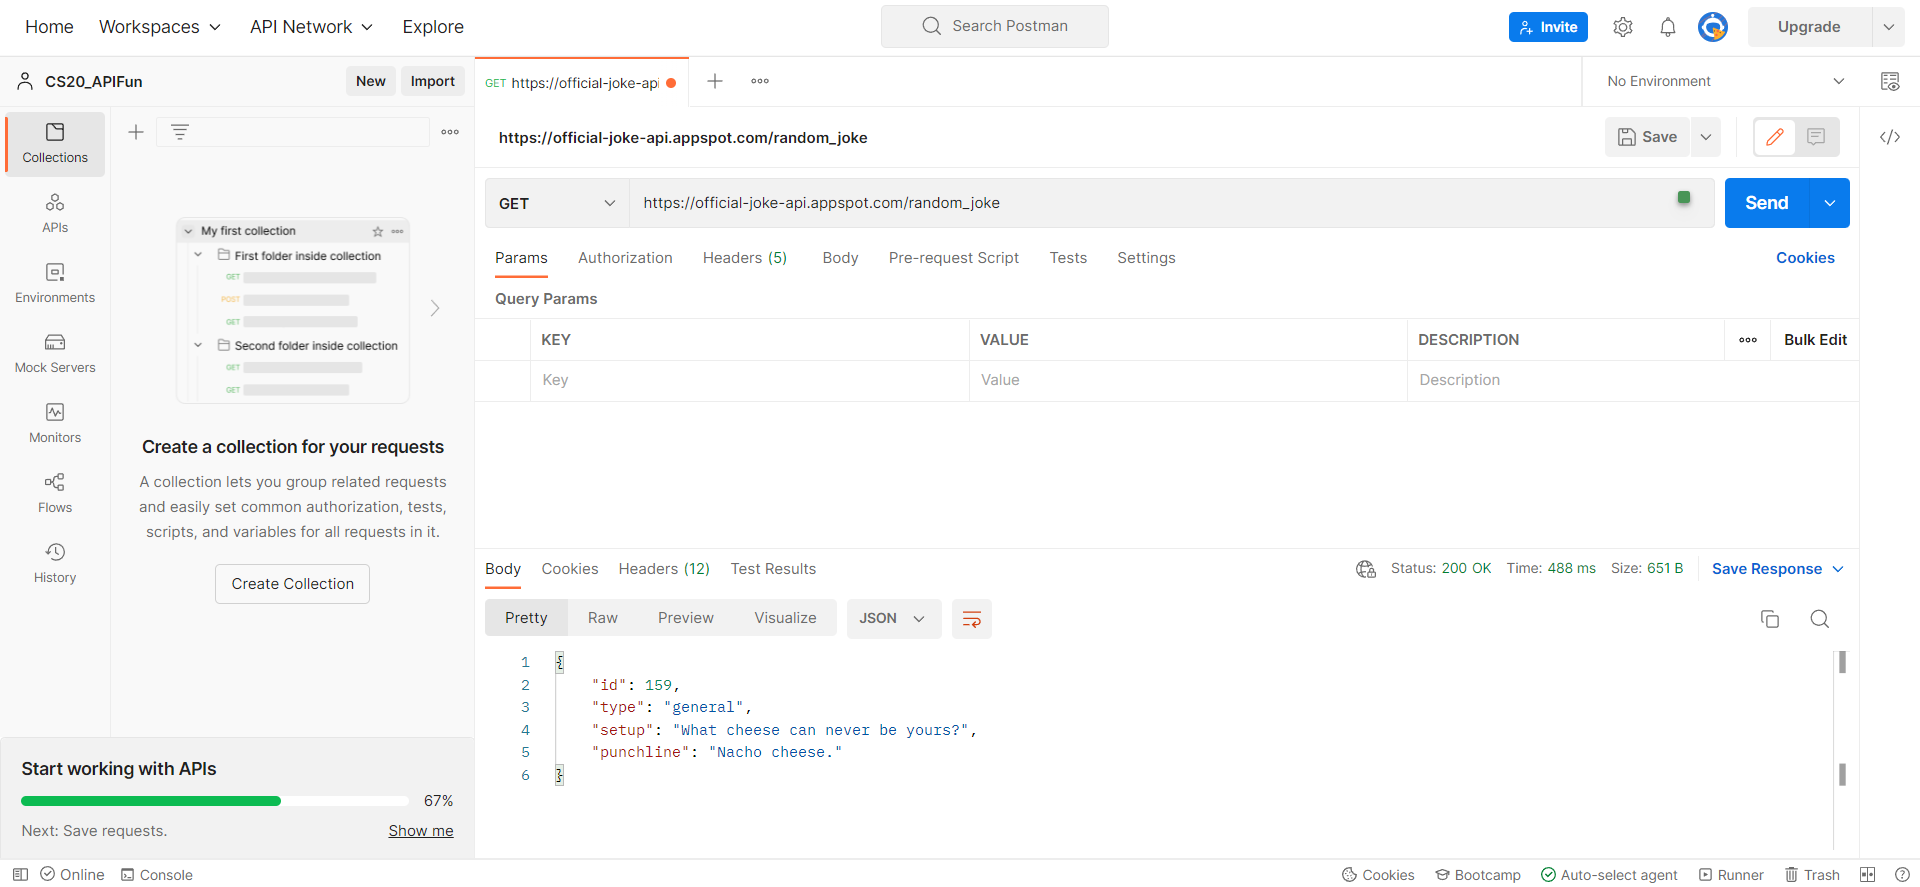 Home Workspaces API Network Explore Search Postman Invite Upgrade
CS20_APIFun New Import
GET https://official-joke-api
No Environment
https://official-joke-api.appspot.com/random_joke
Save
Collections
APIs
Environments
Mock Servers
Monitors
Flows
History
My first collection
First folder inside collection
GET
POST
GET
Second folder inside collection
GET
GET
Create a collection for your requests
A collection lets you group related requests
and easily set common authorization, tests,
scripts, and variables for all requests in it.
Create Collection
Start working with APIs
67%
Next: Save requests. Show me
GET https://official-joke-api.appspot.com/random_joke Send
Params Authorization Headers (5) Body Pre-request Script Tests Settings Cookies
Query Params
KEY VALUE DESCRIPTION Bulk Edit
Key Value Description
Body Cookies Headers (12) Test Results Status: 200 OK Time: 488 ms Size: 651 B Save Response
Pretty Raw Preview Visualize JSON
1 {
2 "id": 159,
3 "type": "general",
4 "setup": "What cheese can never be yours?",
5 "punchline": "Nacho cheese."
6 }
Online Console Cookies Bootcamp Auto-select agent Runner Trash